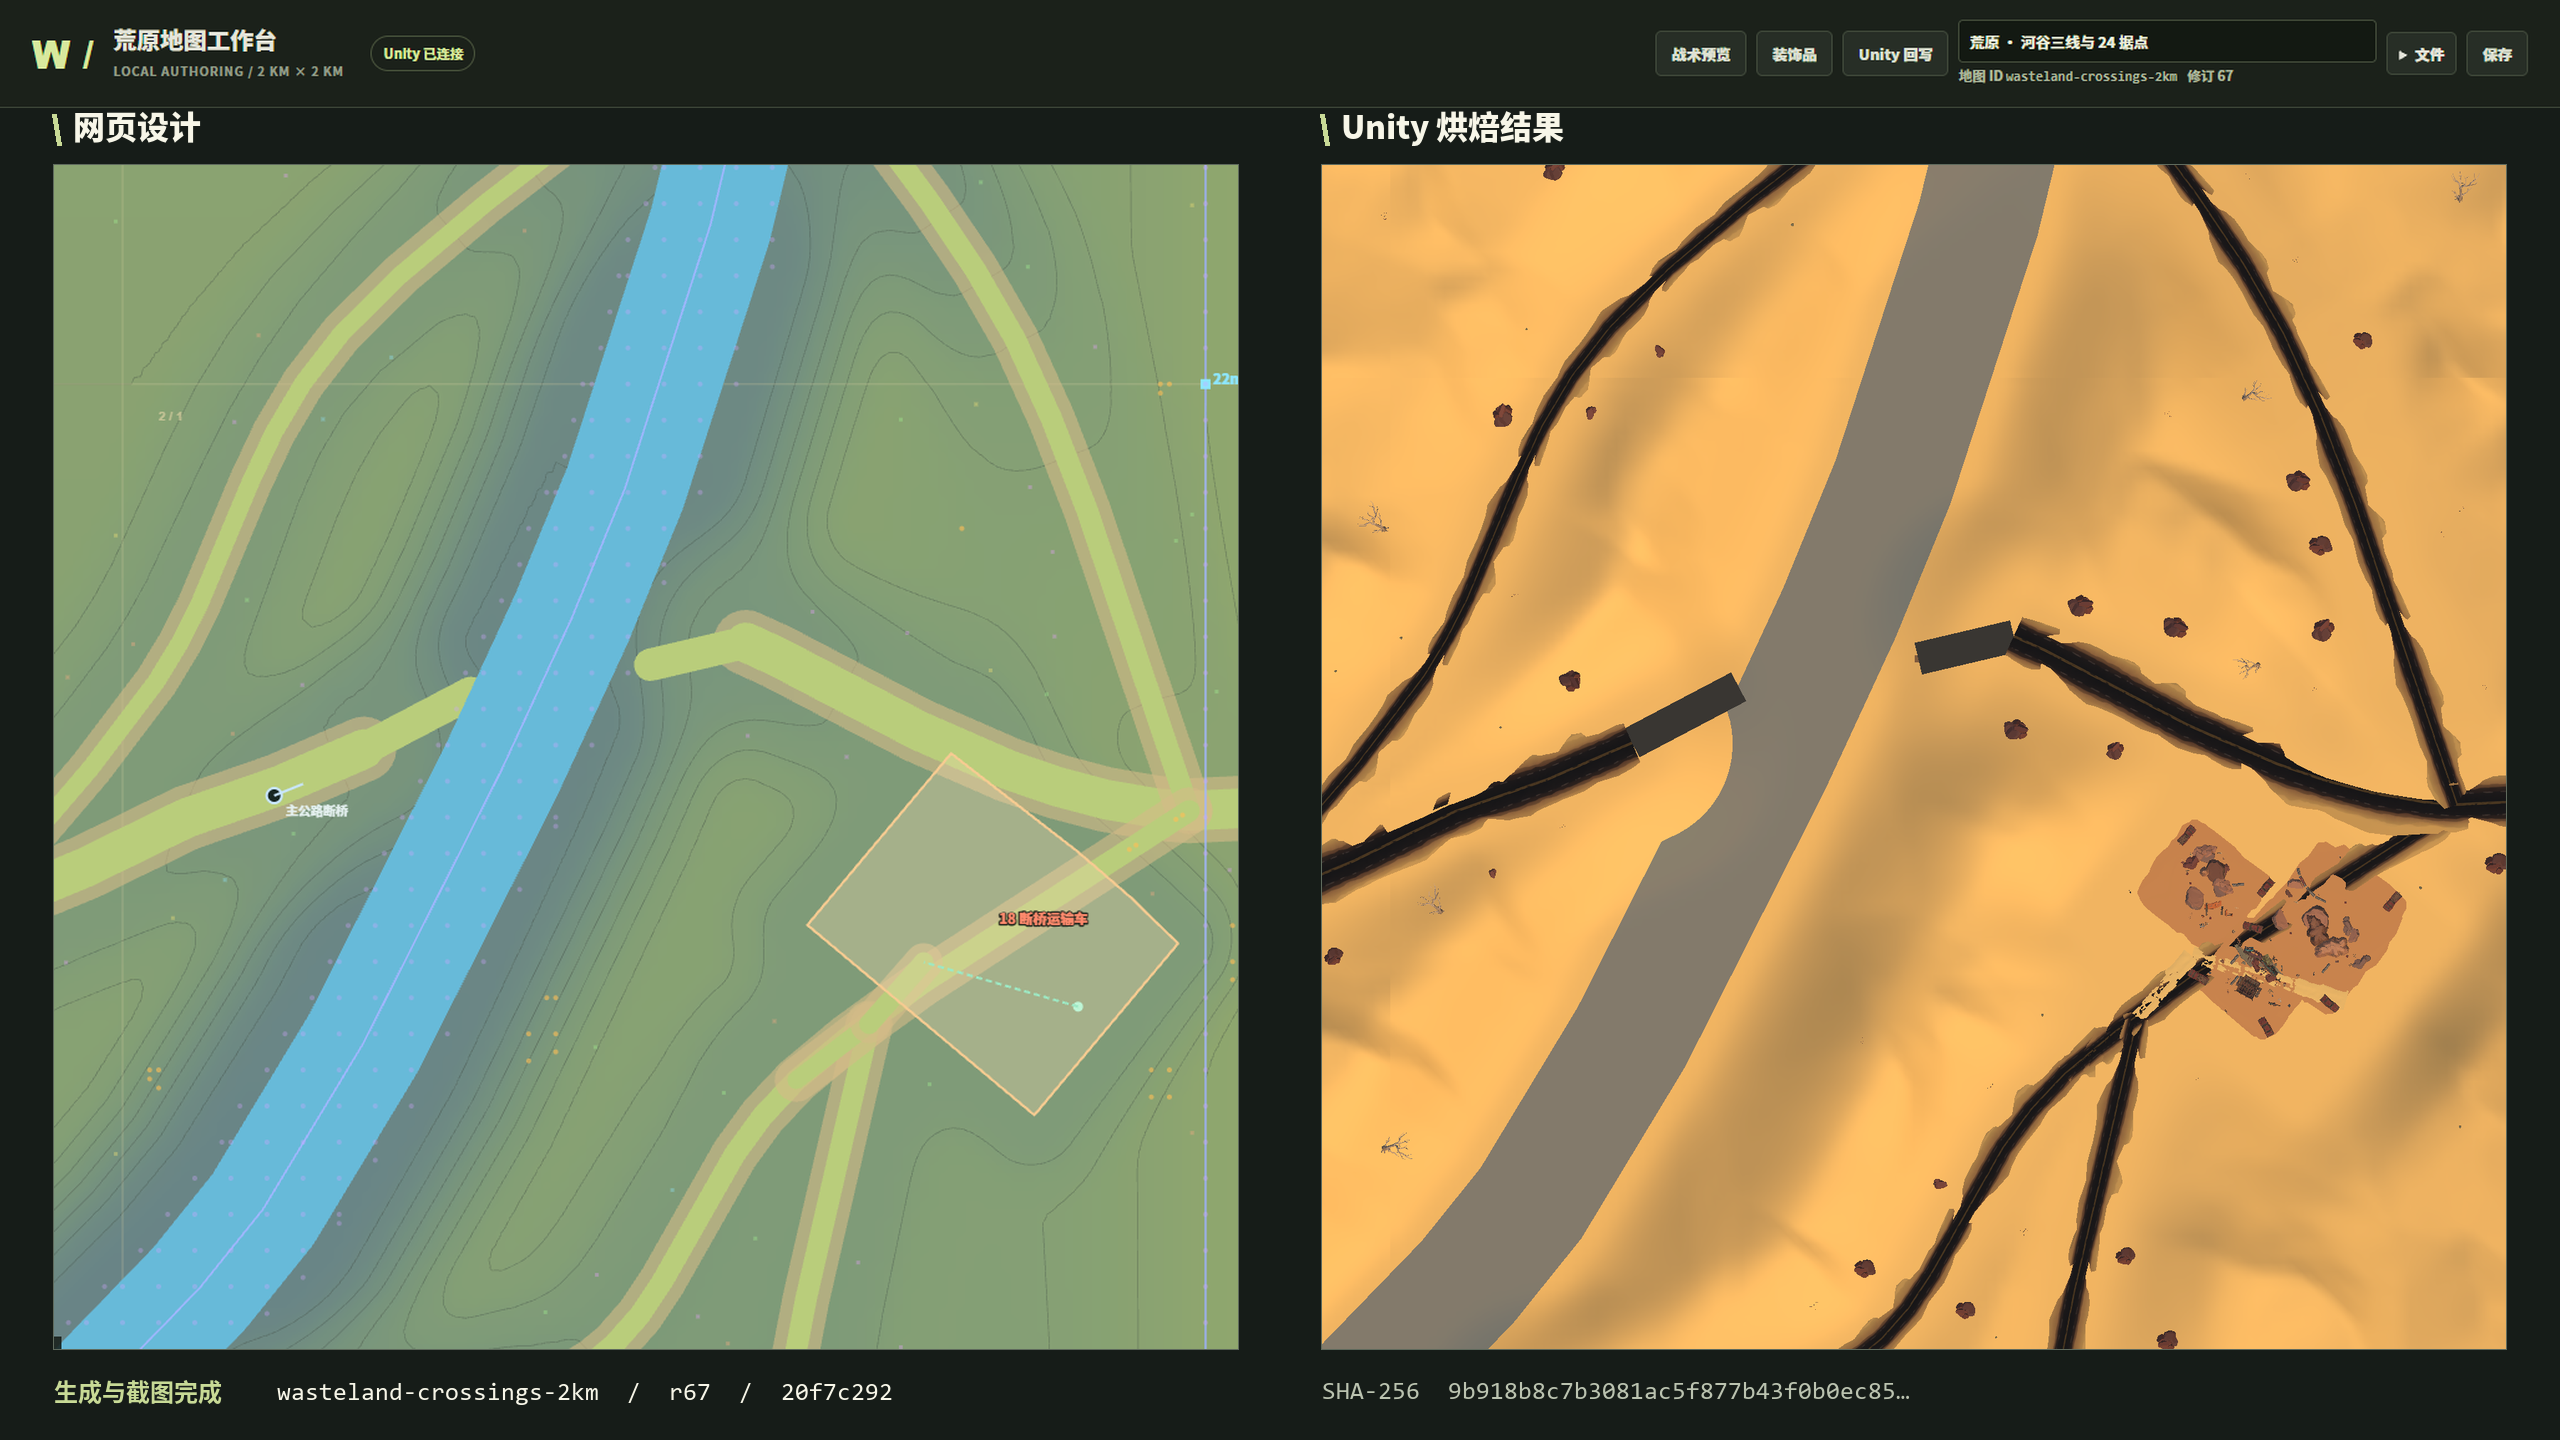 W /
荒原地图工作台
LOCAL AUTHORING / 2 KM × 2 KM
Unity 已连接
战术预览
装饰品
Unity 回写
荒原 · 河谷三线与 24 据点
地图 ID wasteland-crossings-2km 修订 67
▸ 文件
保存
\ 网页设计
\ Unity 烘焙结果
22m
2 / 1
主公路断桥
18 断桥运输车
生成与截图完成 wasteland-crossings-2km / r67 / 20f7c292
SHA-256 9b918b8c7b3081ac5f877b43f0b0ec85…